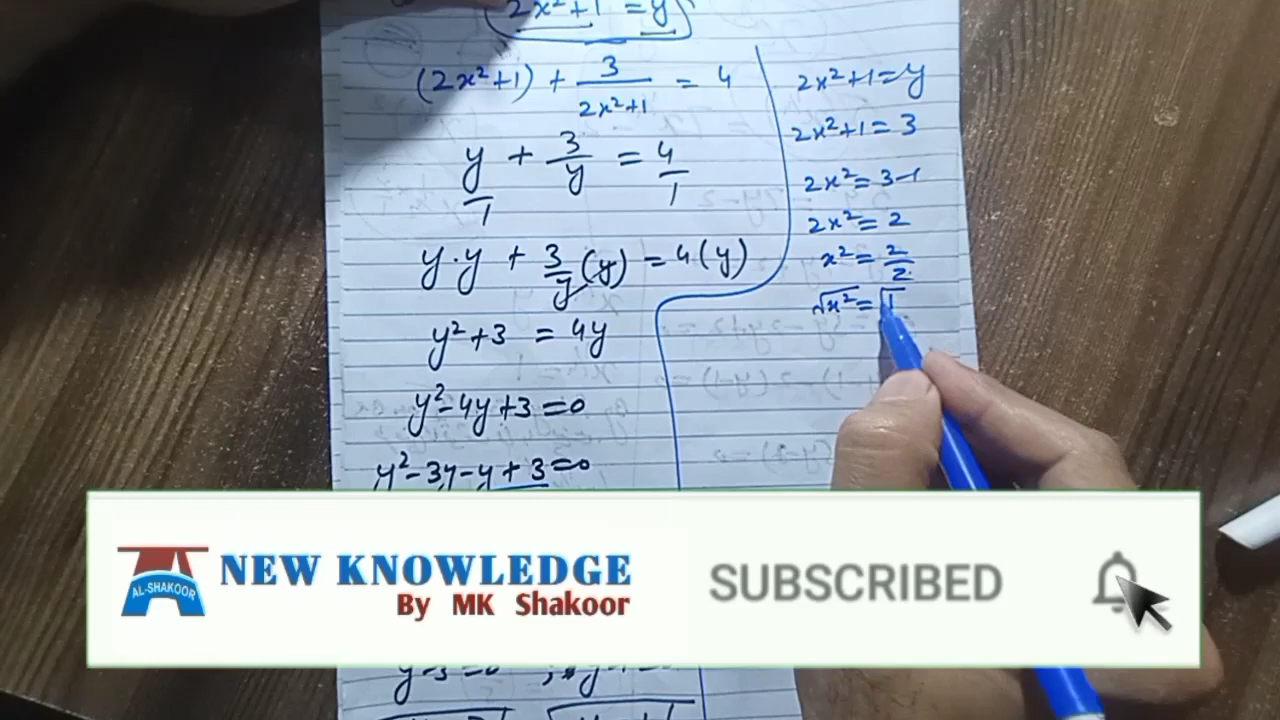 2x²+1 = y
(2x²+1) + 3/(2x²+1) = 4
y/1 + 3/y = 4/1
y·y + 3/y (y) = 4(y)
y²+3 = 4y
y²-4y+3=0
y²-3y-y+3=0
y-3=0
2x²+1=y
2x²+1=3
2x²=3-1
2x²=2
x²=2/2
√x²=√1
AL-SHAKOOR
NEW KNOWLEDGE
By MK Shakoor
SUBSCRIBED